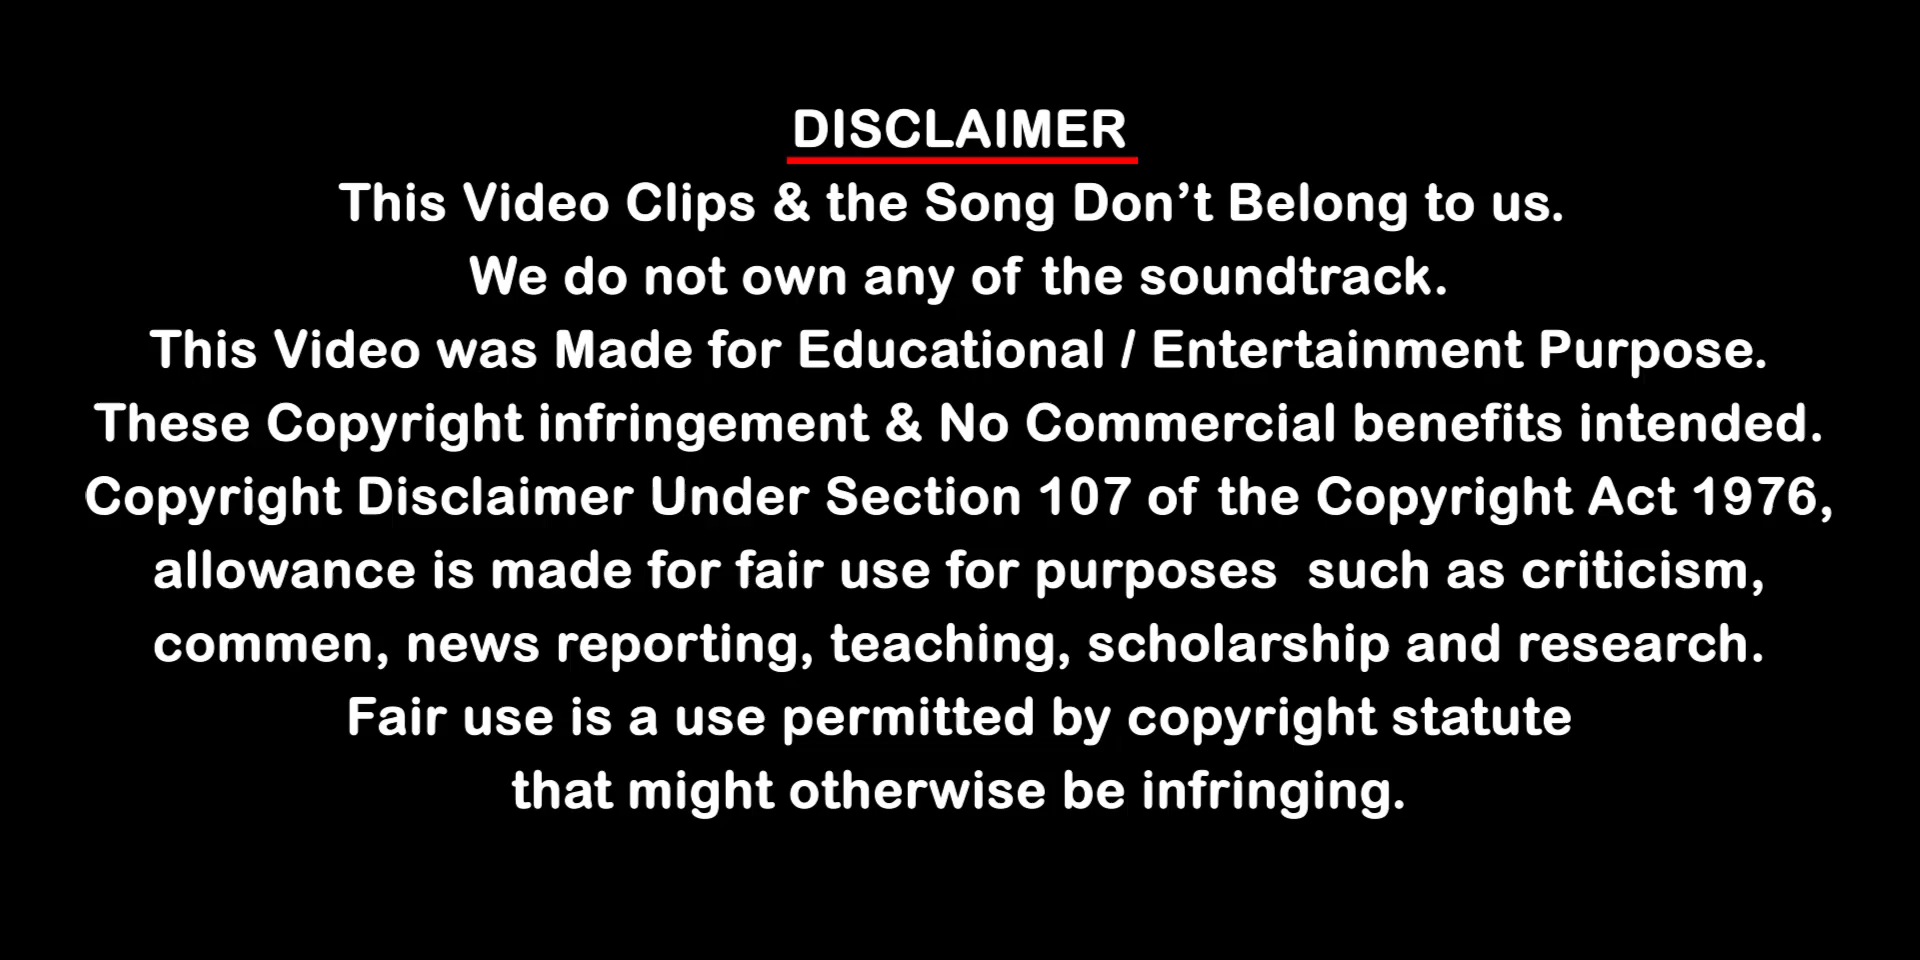 DISCLAIMER
This Video Clips & the Song Don’t Belong to us.
We do not own any of the soundtrack.
This Video was Made for Educational / Entertainment Purpose.
These Copyright infringement & No Commercial benefits intended.
Copyright Disclaimer Under Section 107 of the Copyright Act 1976,
allowance is made for fair use for purposes such as criticism,
commen, news reporting, teaching, scholarship and research.
Fair use is a use permitted by copyright statute
that might otherwise be infringing.